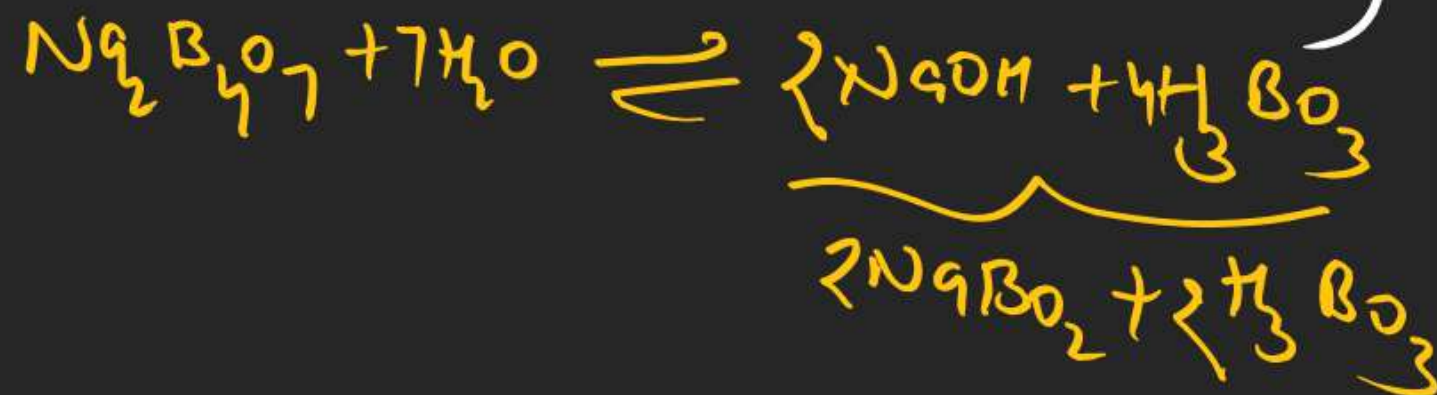 Na₂B₄O₇ + 7H₂O ⇌ 2NaOH + 4H₃BO₃
2NaBO₂ + 2H₃BO₃